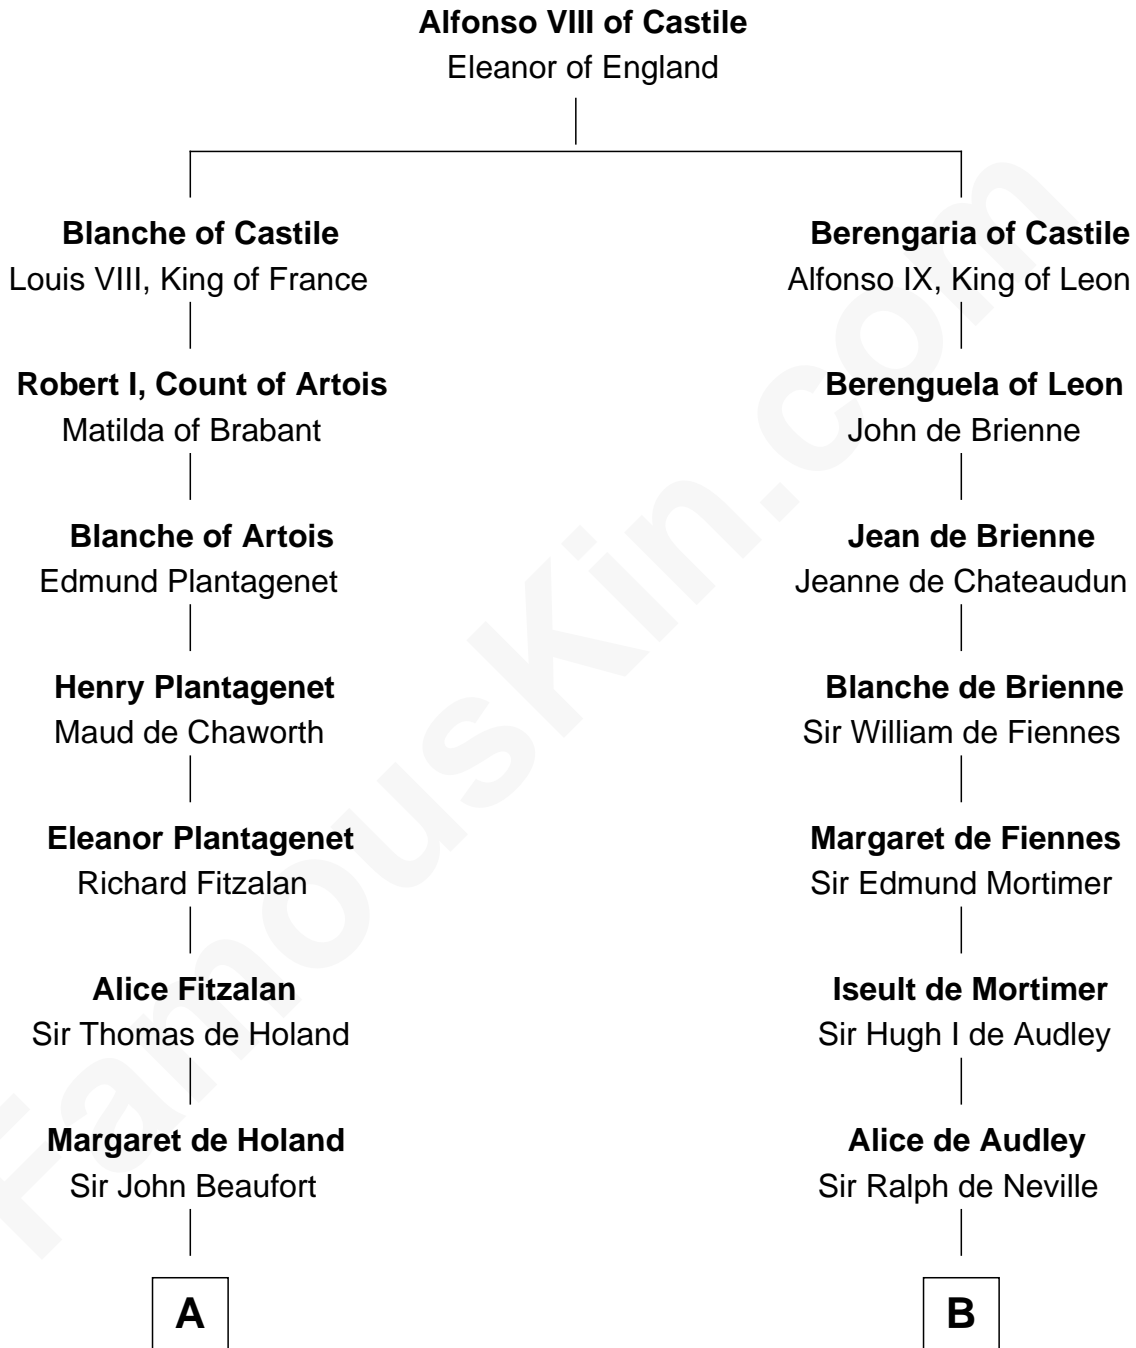 Alfonso VIII of Castile
Eleanor of England
Blanche of Castile
Louis VIII, King of France
Robert I, Count of Artois
Matilda of Brabant
Blanche of Artois
Edmund Plantagenet
Henry Plantagenet
Maud de Chaworth
Eleanor Plantagenet
Richard Fitzalan
Alice Fitzalan
Sir Thomas de Holand
Margaret de Holand
Sir John Beaufort
A
Berengaria of Castile
Alfonso IX, King of Leon
Berenguela of Leon
John de Brienne
Jean de Brienne
Jeanne de Chateaudun
Blanche de Brienne
Sir William de Fiennes
Margaret de Fiennes
Sir Edmund Mortimer
Iseult de Mortimer
Sir Hugh I de Audley
Alice de Audley
Sir Ralph de Neville
B
FamousKin.com